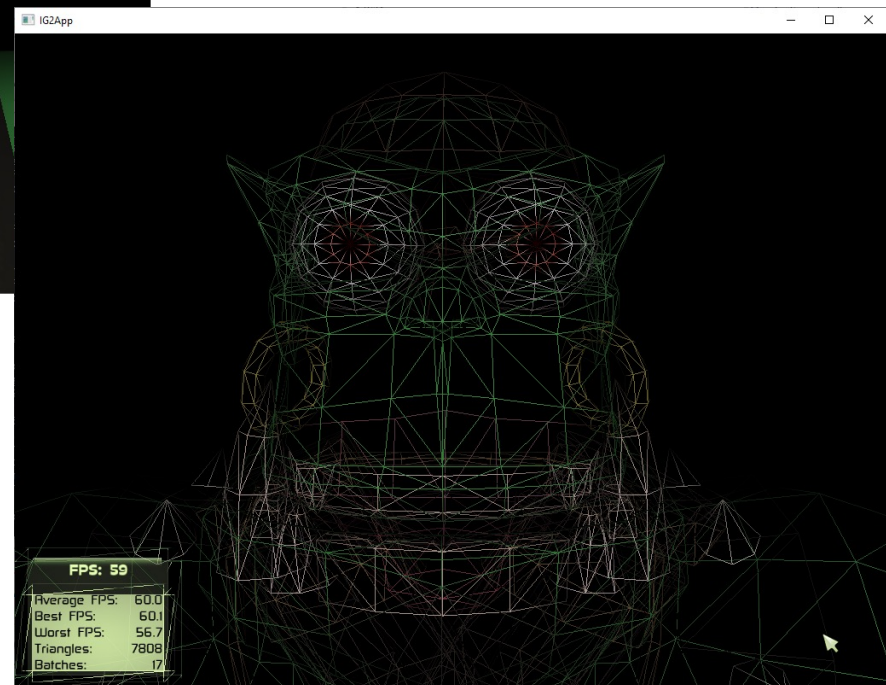 IG2App
FPS: 59
Average FPS: 60.0
Best FPS: 60.1
Worst FPS: 56.7
Triangles: 7808
Batches: 17